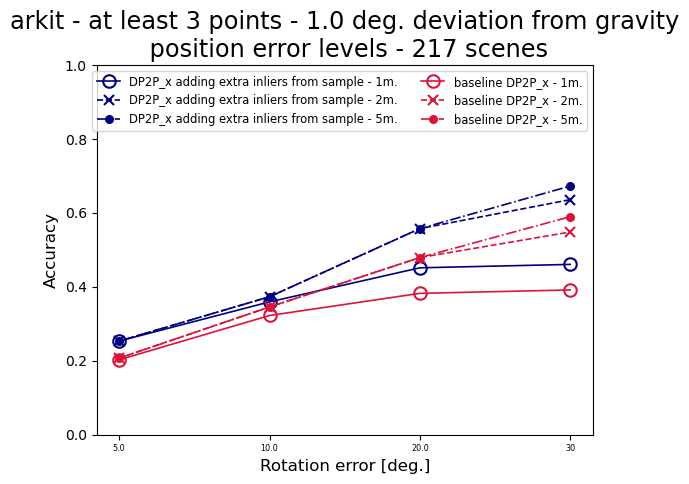 arkit - at least 3 points - 1.0 deg. deviation from gravity
position error levels - 217 scenes
DP2P_x adding extra inliers from sample - 1m.
DP2P_x adding extra inliers from sample - 2m.
DP2P_x adding extra inliers from sample - 5m.
baseline DP2P_x - 1m.
baseline DP2P_x - 2m.
baseline DP2P_x - 5m.
Accuracy
1.0
0.8
0.6
0.4
0.2
0.0
5.0
10.0
20.0
30
Rotation error [deg.]